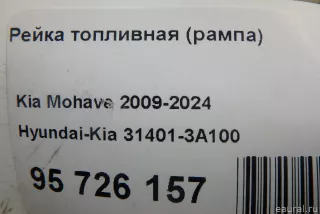 Рейка топливная (рампа)
Kia Mohave 2009-2024
Hyundai-Kia 31401-3A100
95 726 157
eaural.ru